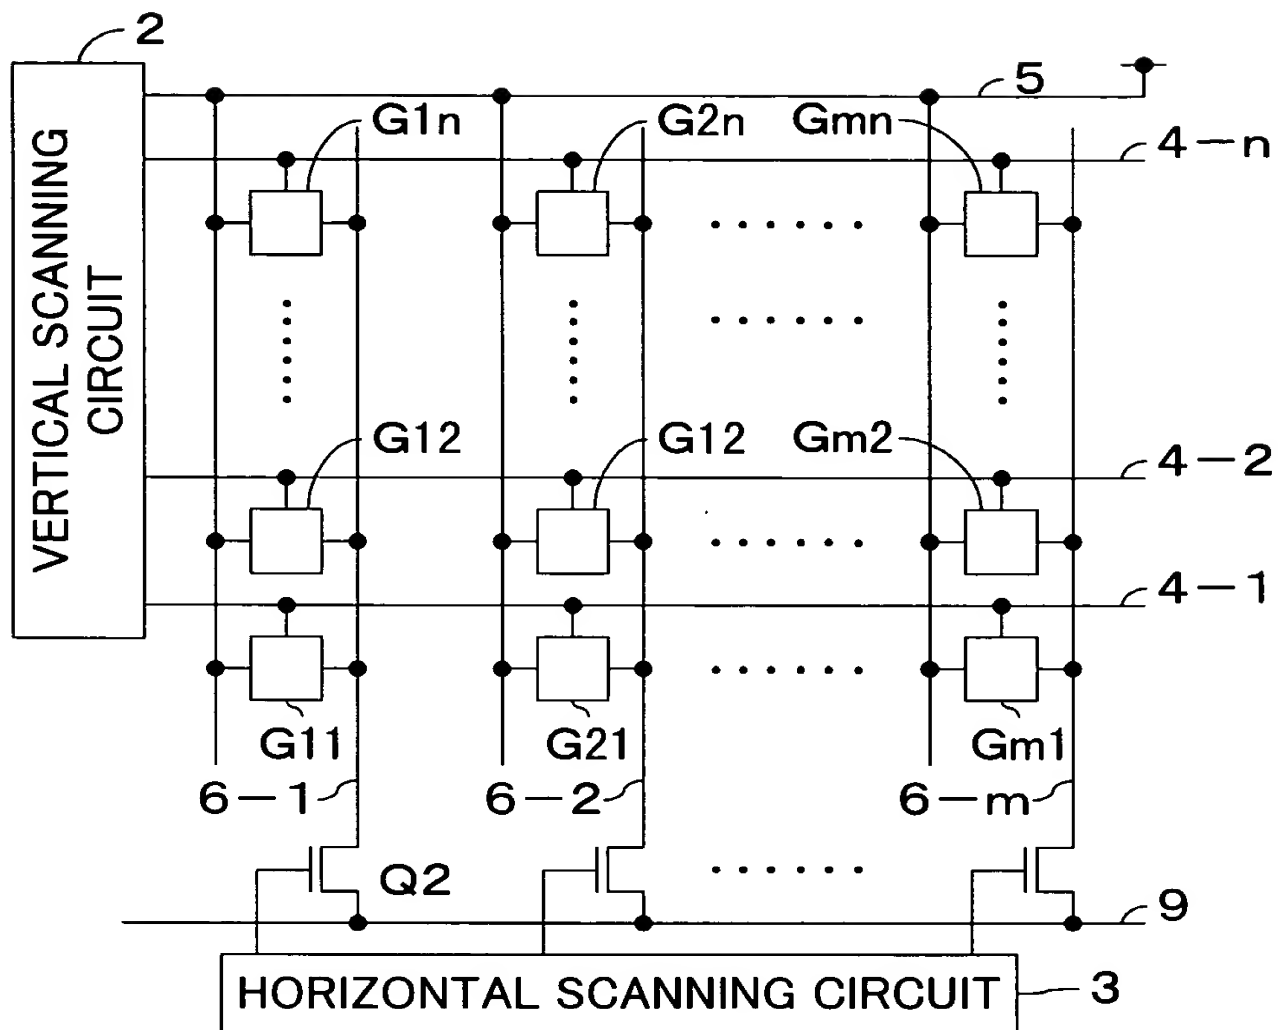 2
5
G1n G2n Gmn
4-n
VERTICAL SCANNING
CIRCUIT
G12 G12 Gm2
4-2
4-1
G11 G21 Gm1
6-1 6-2 6-m
Q2
9
HORIZONTAL SCANNING CIRCUIT
3